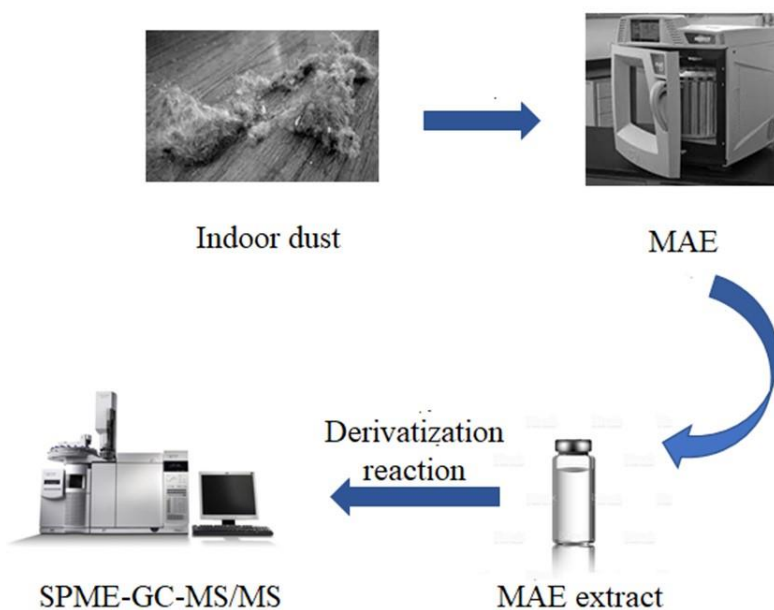 Indoor dust
MAE
Derivatization
reaction
SPME-GC-MS/MS
MAE extract